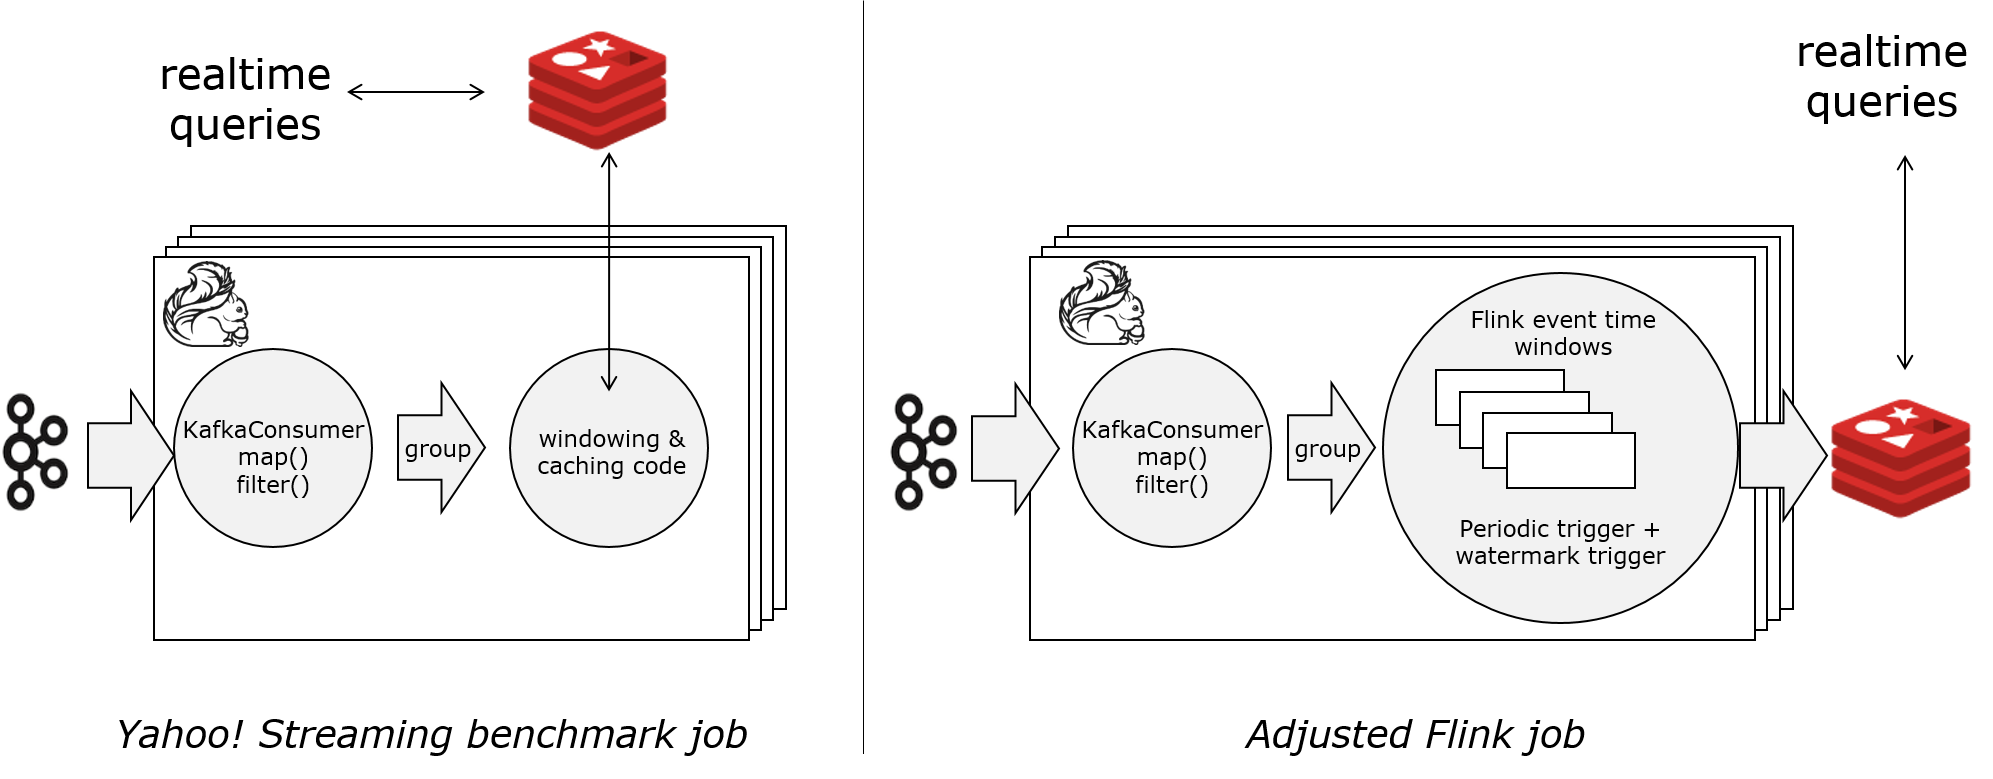 realtime
queries
KafkaConsumer
map()
filter()
group
windowing &
caching code
Yahoo! Streaming benchmark job
realtime
queries
KafkaConsumer
map()
filter()
group
Flink event time
windows
Periodic trigger +
watermark trigger
Adjusted Flink job